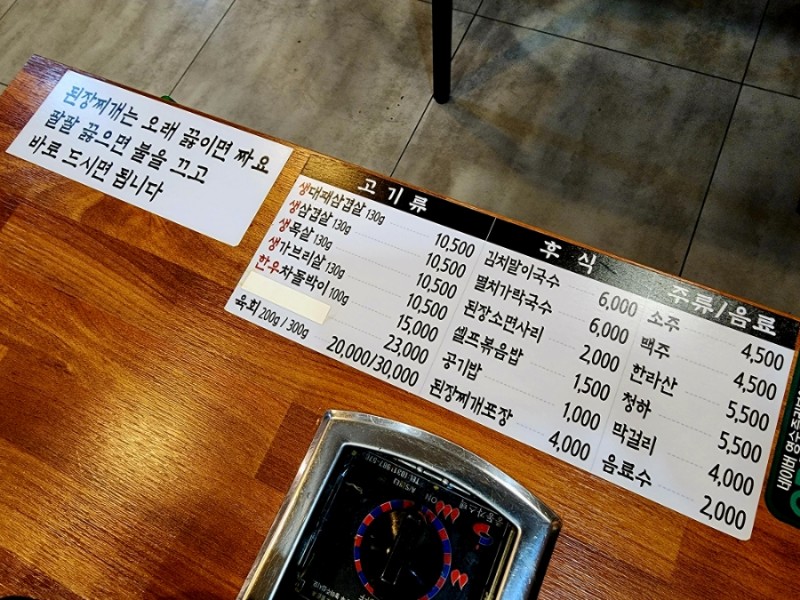 된장찌개는 오래 끓이면 짜요
팔팔 끓으면 불을 끄고
바로 드시면 됩니다
고기류
생대패삼겹살 130g 10,500
생삼겹살 130g 10,500
생목살 130g 10,500
생가브리살 130g 10,500
한우차돌박이 100g 15,000
23,000
육회 200g / 300g 20,000/30,000
후식
김치말이국수 6,000
멸치가락국수 6,000
된장소면사리 2,000
셀프볶음밥 1,500
공기밥 1,000
된장찌개포장 4,000
주류/음료
소주 4,500
맥주 4,500
한라산 5,500
청하 5,500
막걸리 4,000
음료수 2,000
네이버